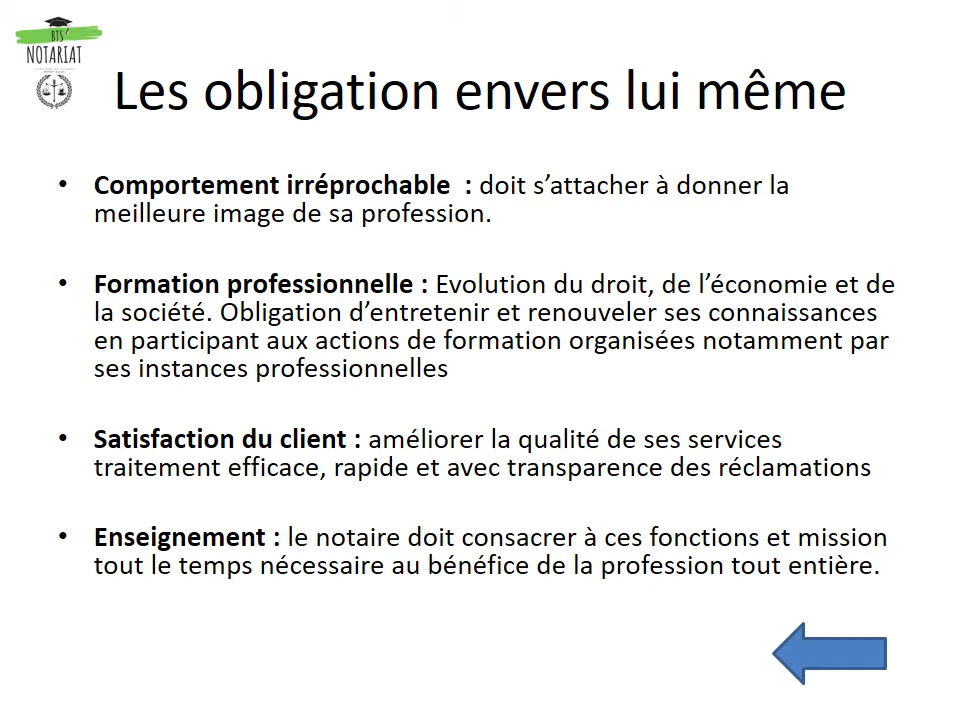 BTS
NOTARIAT
Les obligation envers lui même
• Comportement irréprochable : doit s’attacher à donner la
meilleure image de sa profession.
• Formation professionnelle : Evolution du droit, de l’économie et de
la société. Obligation d’entretenir et renouveler ses connaissances
en participant aux actions de formation organisées notamment par
ses instances professionnelles
• Satisfaction du client : améliorer la qualité de ses services
traitement efficace, rapide et avec transparence des réclamations
• Enseignement : le notaire doit consacrer à ces fonctions et mission
tout le temps nécessaire au bénéfice de la profession tout entière.